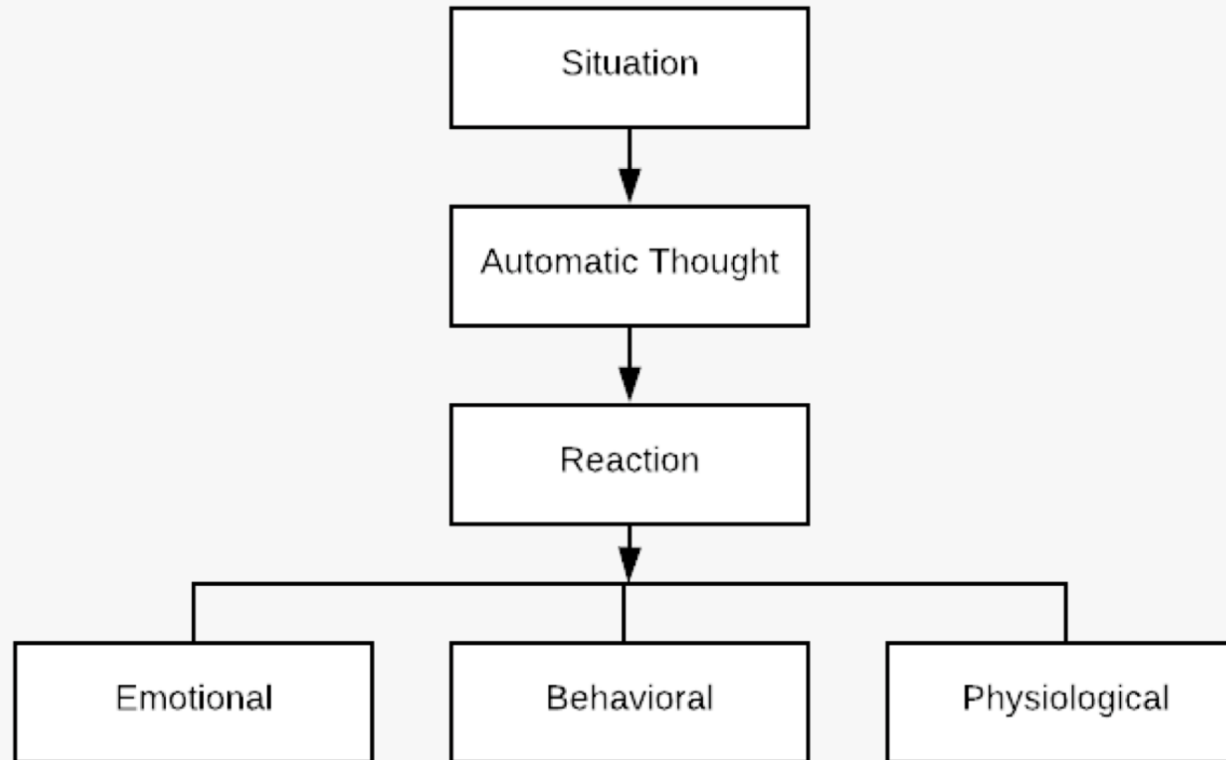 Situation
Automatic Thought
Reaction
Emotional
Behavioral
Physiological